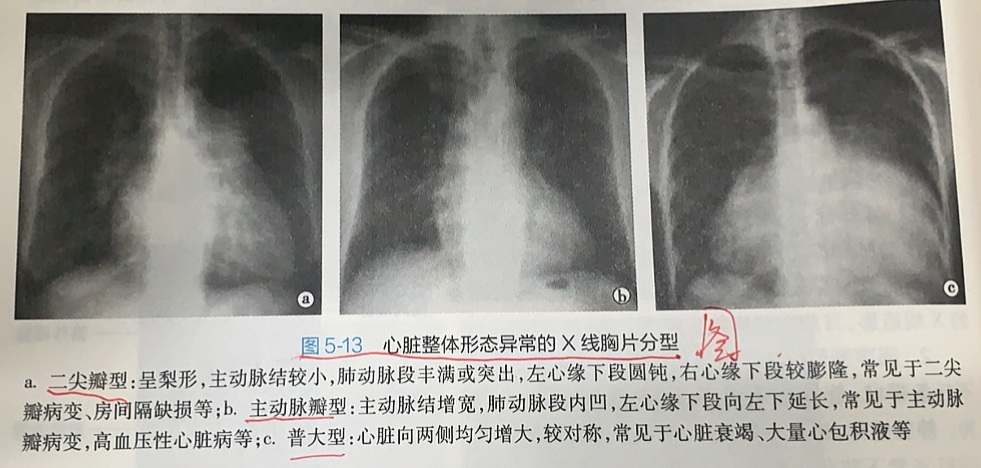 a b c
图 5-13 心脏整体形态异常的 X 线胸片分型 图
a. 二尖瓣型:呈梨形,主动脉结较小,肺动脉段丰满或突出,左心缘下段圆钝,右心缘下段较膨隆,常见于二尖
瓣病变、房间隔缺损等;b. 主动脉瓣型:主动脉结增宽,肺动脉段内凹,左心缘下段向左下延长,常见于主动脉
瓣病变,高血压性心脏病等;c. 普大型:心脏向两侧均匀增大,较对称,常见于心脏衰竭、大量心包积液等